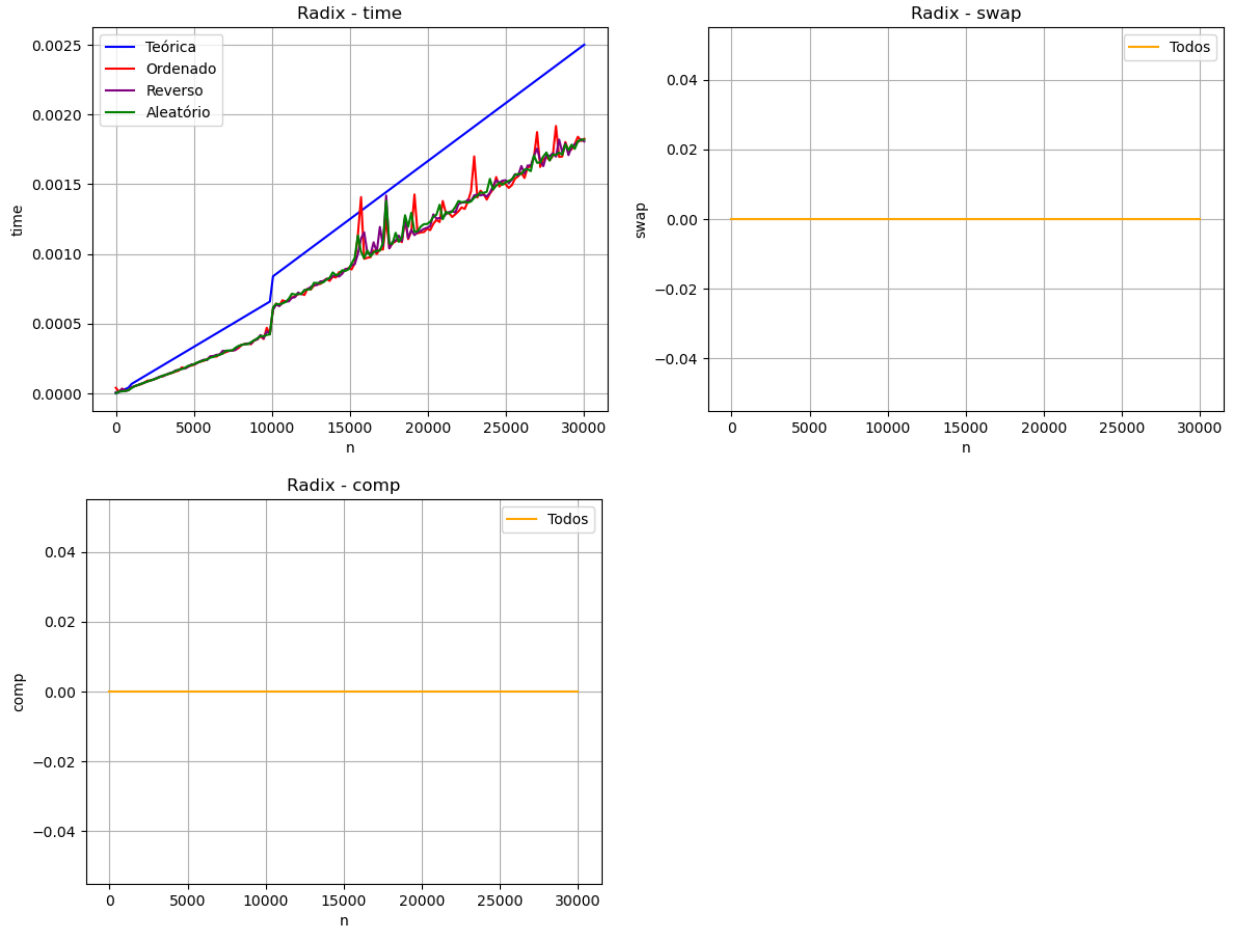 Radix - time
Teórica
Ordenado
Reverso
Aleatório
0.0025
0.0020
0.0015
0.0010
0.0005
0.0000
time
0 5000 10000 15000 20000 25000 30000
n
Radix - swap
Todos
0.04
0.02
0.00
−0.02
−0.04
swap
0 5000 10000 15000 20000 25000 30000
n
Radix - comp
Todos
0.04
0.02
0.00
−0.02
−0.04
comp
0 5000 10000 15000 20000 25000 30000
n